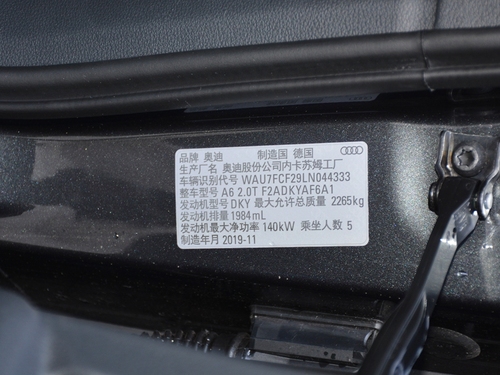 品牌 奥迪 制造国 德国
生产厂名 奥迪股份公司内卡苏姆工厂
车辆识别代号 WAU7FCF29LN044333
整车型号 A6 2.0T F2ADKYAF6A1
发动机型号 DKY 最大允许总质量 2265kg
发动机排量 1984mL
发动机最大净功率 140kW 乘坐人数 5
制造年月 2019-11